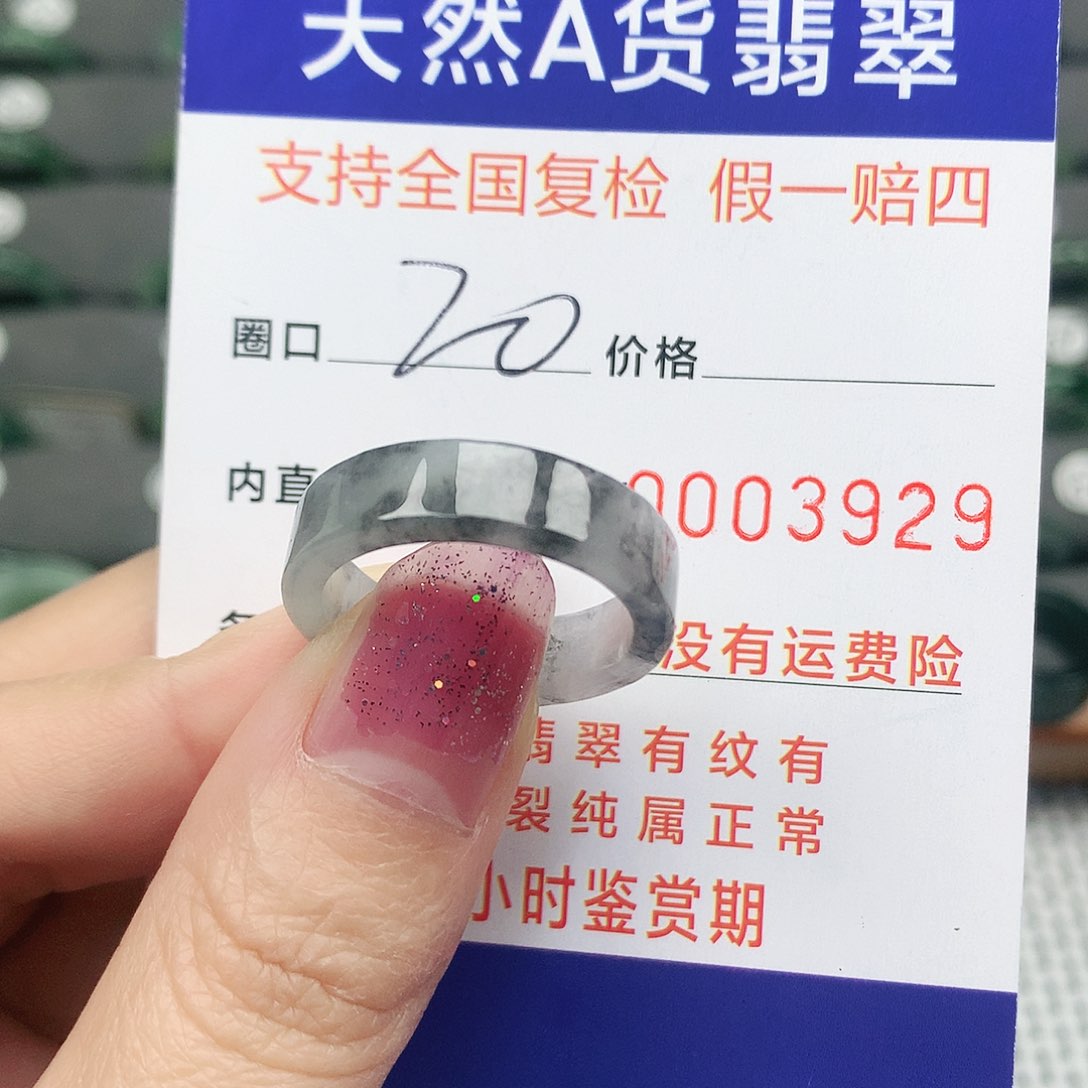 天然A货翡翠
支持全国复检 假一赔四
圈口 20 价格
内直 0003929
没有运费险
翡翠有纹有
裂纯属正常
小时鉴赏期